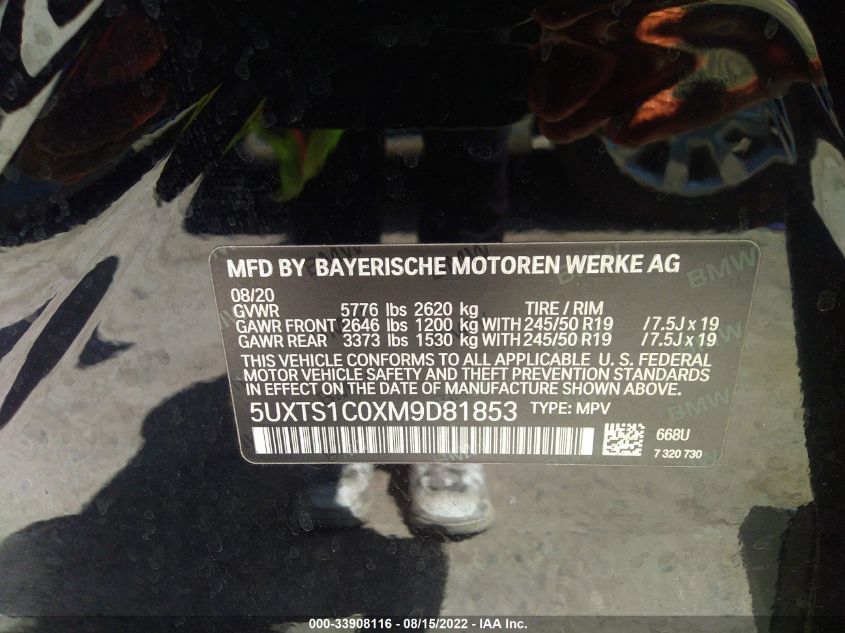 MFD BY BAYERISCHE MOTOREN WERKE AG
08/20
GVWR 5776 lbs 2620 kg TIRE / RIM
GAWR FRONT 2646 lbs 1200 kg WITH 245/50 R19 / 7.5J x 19
GAWR REAR 3373 lbs 1530 kg WITH 245/50 R19 / 7.5J x 19
THIS VEHICLE CONFORMS TO ALL APPLICABLE U. S. FEDERAL
MOTOR VEHICLE SAFETY AND THEFT PREVENTION STANDARDS
IN EFFECT ON THE DATE OF MANUFACTURE SHOWN ABOVE.
5UXTS1C0XM9D81853 TYPE: MPV
668U
7 320 730
BMW
BMW
BMW
000-33908116 - 08/15/2022 - IAA Inc.